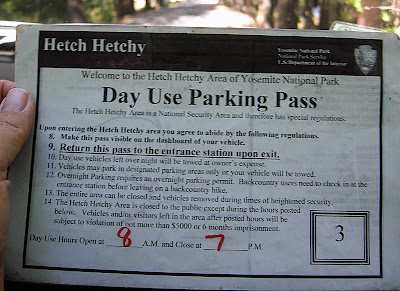 Hetch Hetchy
Yosemite National Park
National Park Service
U.S. Department of the Interior
Welcome to the Hetch Hetchy Area of Yosemite National Park
Day Use Parking Pass
The Hetch Hetchy Area is a National Security Area and therefore has special regulations.
Upon entering the Hetch Hetchy area you agree to abide by the following regulations.
8. Make this pass visible on the dashboard of your vehicle.
9. Return this pass to the entrance station upon exit.
10. Day use vehicles left over night will be towed at owner's expense.
11. Vehicles may park in designated parking areas only or your vehicle will be towed.
12. Overnight Parking requires an overnight parking permit. Backcountry users need to check in at the
entrance station before leaving on a backcountry hike.
13. The entire area can be closed and vehicles removed during times of heightened security.
14. The Hetch Hetchy Area is closed to the public except during the hours posted
below. Vehicles and/or visitors left in the area after posted hours will be
subject to violation of not more than $5000 or 6 months imprisonment.
3
Day Use Hours Open at 8 A.M. and Close at 7 P.M.